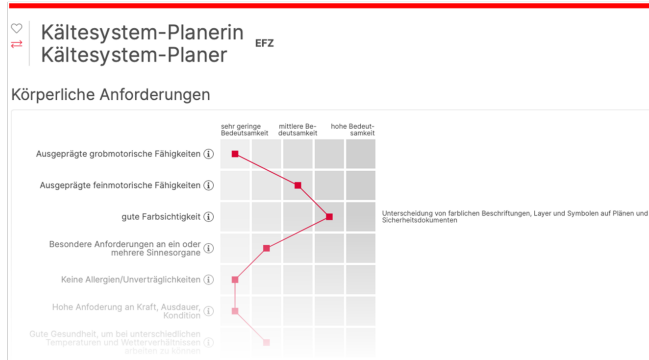 Kältesystem-Planerin
Kältesystem-Planer EFZ
Körperliche Anforderungen
sehr geringe Bedeutsamkeit
mittlere Be-deutsamkeit
hohe Bedeut-samkeit
Ausgeprägte grobmotorische Fähigkeiten
Ausgeprägte feinmotorische Fähigkeiten
gute Farbsichtigkeit
Unterscheidung von farblichen Beschriftungen, Layer und Symbolen auf Plänen und
Sicherheitsdokumenten
Besondere Anforderungen an ein oder
mehrere Sinnesorgane
Keine Allergien/Unverträglichkeiten
Hohe Anfoderung an Kraft, Ausdauer,
Kondition
Gute Gesundheit, um bei unterschiedlichen
Temperaturen und Wetterverhältnissen
arbeiten zu können